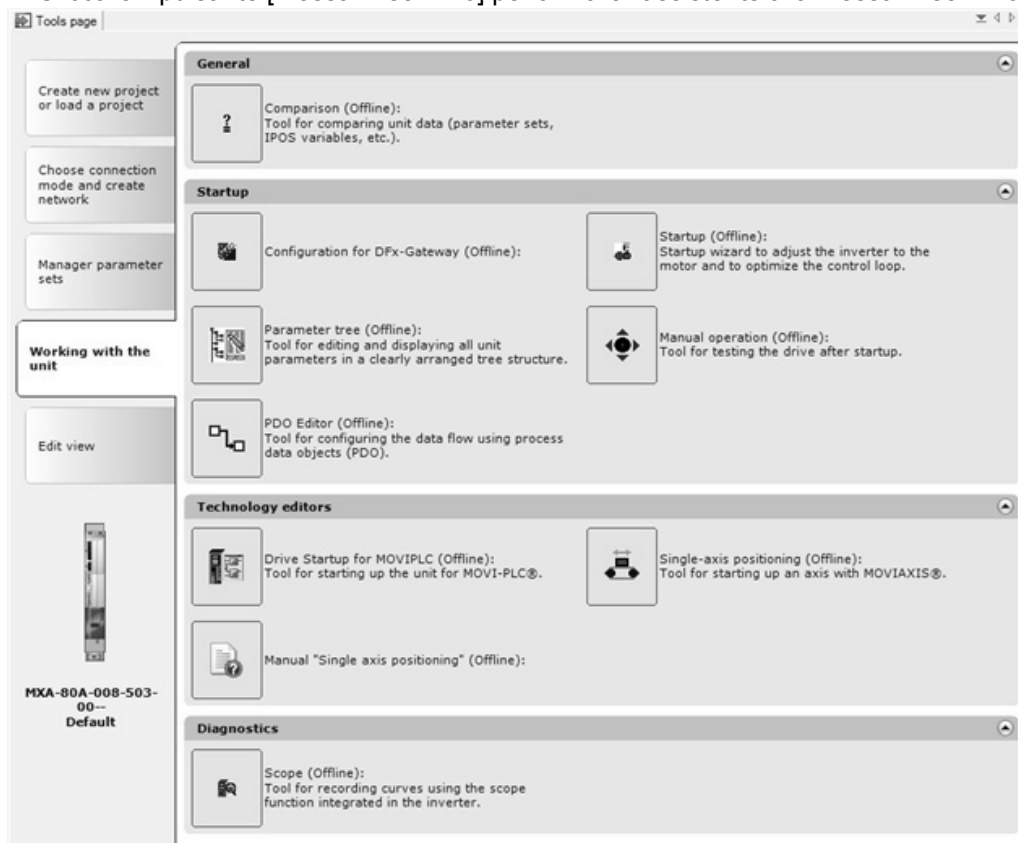 Tools page
Create new project
or load a project
Choose connection
mode and create
network
Manager parameter
sets
Working with the
unit
Edit view
MXA-80A-008-503-
00--
Default
General
Comparison (Offline):
Tool for comparing unit data (parameter sets,
IPOS variables, etc.).
Startup
Configuration for DFx-Gateway (Offline):
Startup (Offline):
Startup wizard to adjust the inverter to the
motor and to optimize the control loop.
Parameter tree (Offline):
Tool for editing and displaying all unit
parameters in a clearly arranged tree structure.
Manual operation (Offline):
Tool for testing the drive after startup.
PDO Editor (Offline):
Tool for configuring the data flow using process
data objects (PDO).
Technology editors
Drive Startup for MOVIPLC (Offline):
Tool for starting up the unit for MOVI-PLC®.
Single-axis positioning (Offline):
Tool for starting up an axis with MOVIAXIS®.
Manual "Single axis positioning" (Offline):
Diagnostics
Scope (Offline):
Tool for recording curves using the scope
function integrated in the inverter.